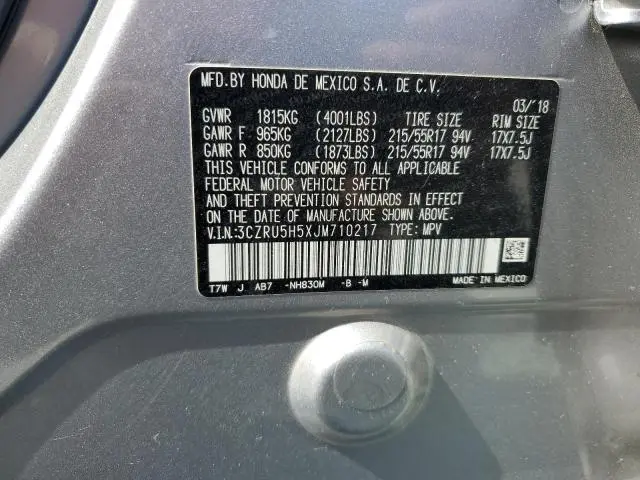 MFD.BY HONDA DE MEXICO S.A. DE C.V.
03/'18
GVWR 1815KG (4001LBS) TIRE SIZE RIM SIZE
GAWR F 965KG (2127LBS) 215/55R17 94V 17X7.5J
GAWR R 850KG (1873LBS) 215/55R17 94V 17X7.5J
THIS VEHICLE CONFORMS TO ALL APPLICABLE
FEDERAL MOTOR VEHICLE SAFETY
AND THEFT PREVENTION STANDARDS IN EFFECT
ON THE DATE OF MANUFACTURE SHOWN ABOVE.
V.I.N.:3CZRU5H5XJM710217 TYPE: MPV
T7W J AB7 -NH830M -B -M MADE IN MEXICO